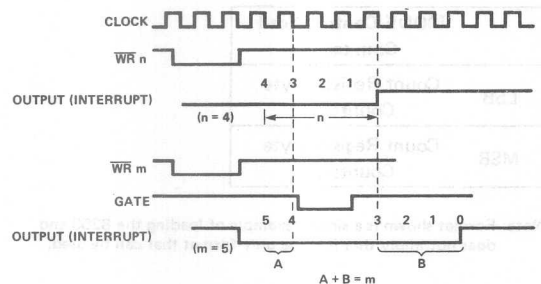 CLOCK
WR n
4 3 2 1 0
OUTPUT (INTERRUPT)
(n = 4)
n
WR m
GATE
5 4 3 2 1 0
OUTPUT (INTERRUPT)
(m = 5)
A B
A + B = m